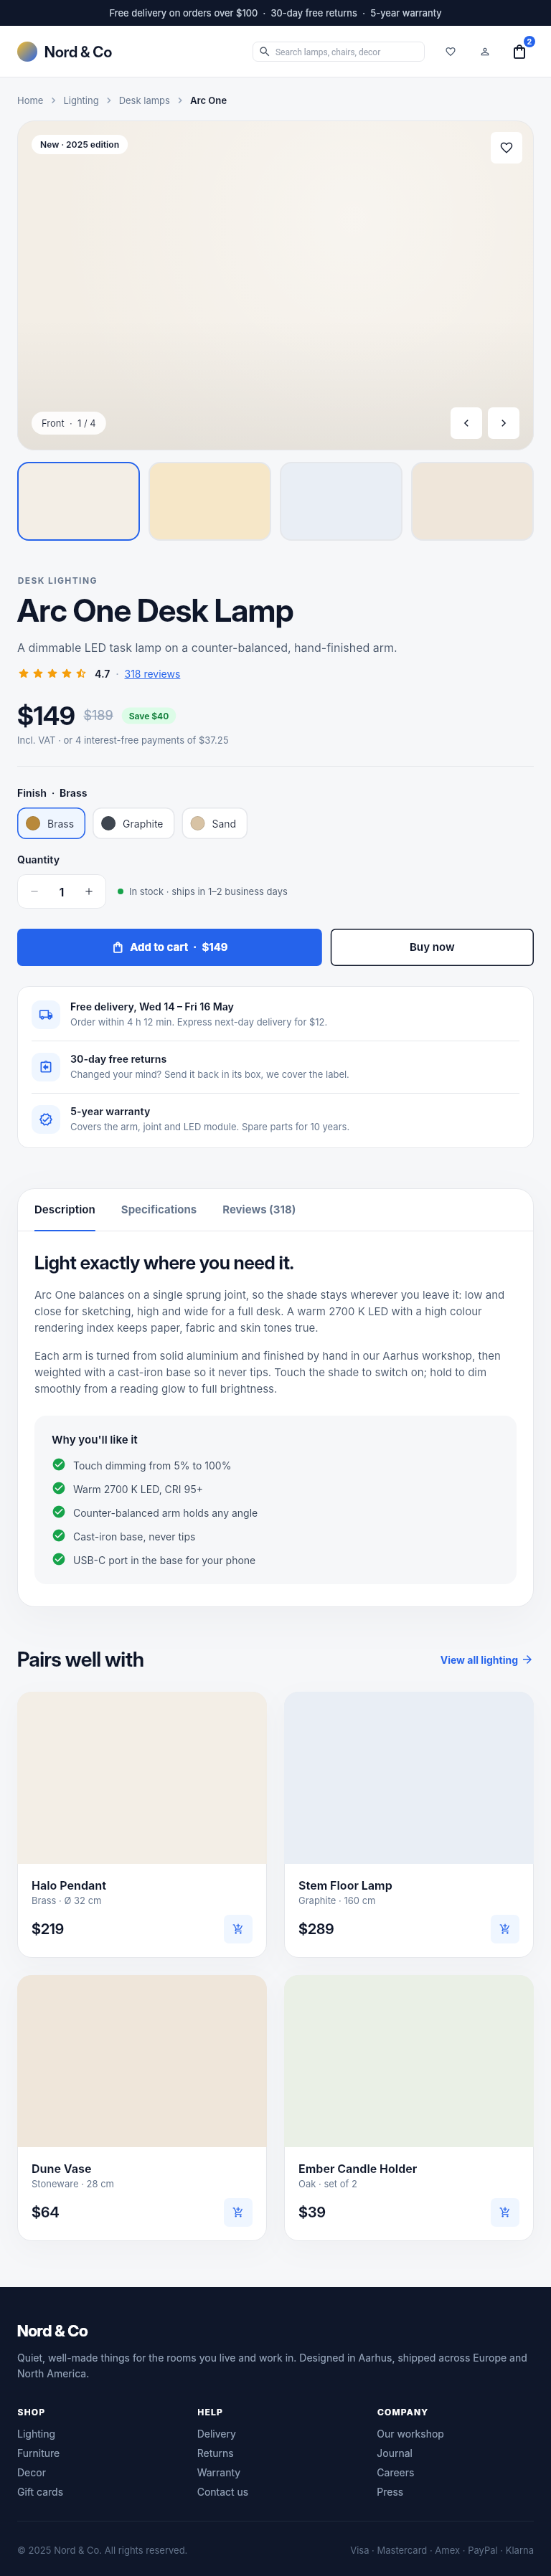 Free delivery on orders over $100 · 30-day free returns · 5-year warranty
Nord & Co
Search lamps, chairs, decor
2
Home
Lighting
Desk lamps
Arc One
New · 2025 edition
Front · 1 / 4
DESK LIGHTING
Arc One Desk Lamp
A dimmable LED task lamp on a counter-balanced, hand-finished arm.
4.7 · 318 reviews
$149 $189 Save $40
Incl. VAT · or 4 interest-free payments of $37.25
Finish · Brass
Brass
Graphite
Sand
Quantity
− 1 +
In stock · ships in 1–2 business days
Add to cart · $149
Buy now
Free delivery, Wed 14 – Fri 16 May
Order within 4 h 12 min. Express next-day delivery for $12.
30-day free returns
Changed your mind? Send it back in its box, we cover the label.
5-year warranty
Covers the arm, joint and LED module. Spare parts for 10 years.
Description
Specifications
Reviews (318)
Light exactly where you need it.
Arc One balances on a single sprung joint, so the shade stays wherever you leave it: low and
close for sketching, high and wide for a full desk. A warm 2700 K LED with a high colour
rendering index keeps paper, fabric and skin tones true.
Each arm is turned from solid aluminium and finished by hand in our Aarhus workshop, then
weighted with a cast-iron base so it never tips. Touch the shade to switch on; hold to dim
smoothly from a reading glow to full brightness.
Why you'll like it
Touch dimming from 5% to 100%
Warm 2700 K LED, CRI 95+
Counter-balanced arm holds any angle
Cast-iron base, never tips
USB-C port in the base for your phone
Pairs well with
View all lighting
Halo Pendant
Brass · Ø 32 cm
$219
Stem Floor Lamp
Graphite · 160 cm
$289
Dune Vase
Stoneware · 28 cm
$64
Ember Candle Holder
Oak · set of 2
$39
Nord & Co
Quiet, well-made things for the rooms you live and work in. Designed in Aarhus, shipped across Europe and
North America.
SHOP
Lighting
Furniture
Decor
Gift cards
HELP
Delivery
Returns
Warranty
Contact us
COMPANY
Our workshop
Journal
Careers
Press
© 2025 Nord & Co. All rights reserved.
Visa · Mastercard · Amex · PayPal · Klarna